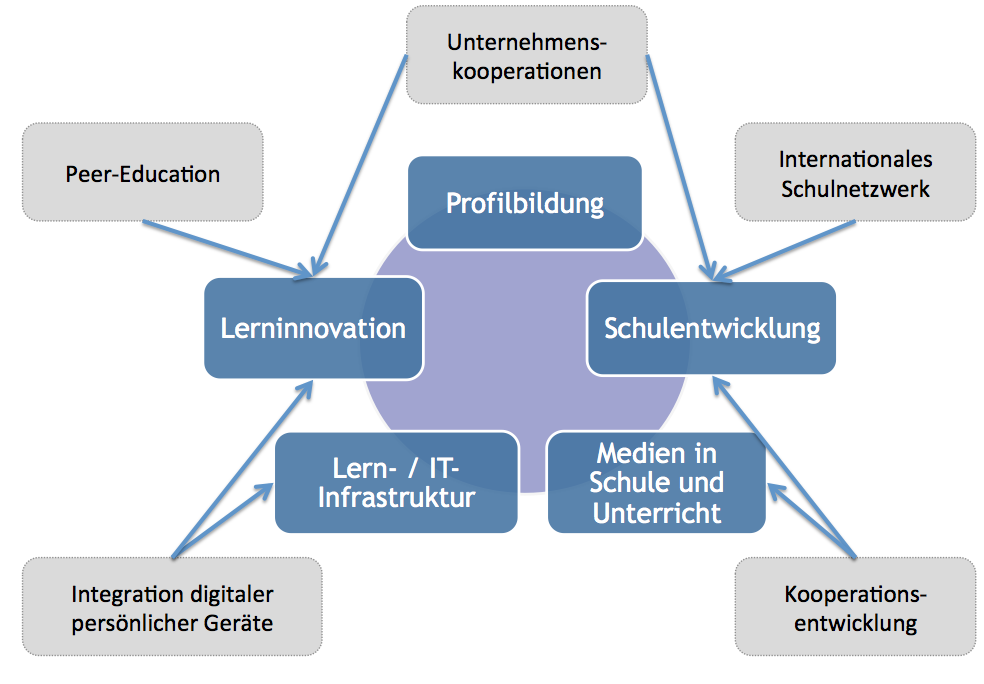 Unternehmens-
kooperationen
Peer-Education
Internationales
Schulnetzwerk
Profilbildung
Lerninnovation
Schulentwicklung
Lern- / IT-
Infrastruktur
Medien in
Schule und
Unterricht
Integration digitaler
persönlicher Geräte
Kooperations-
entwicklung